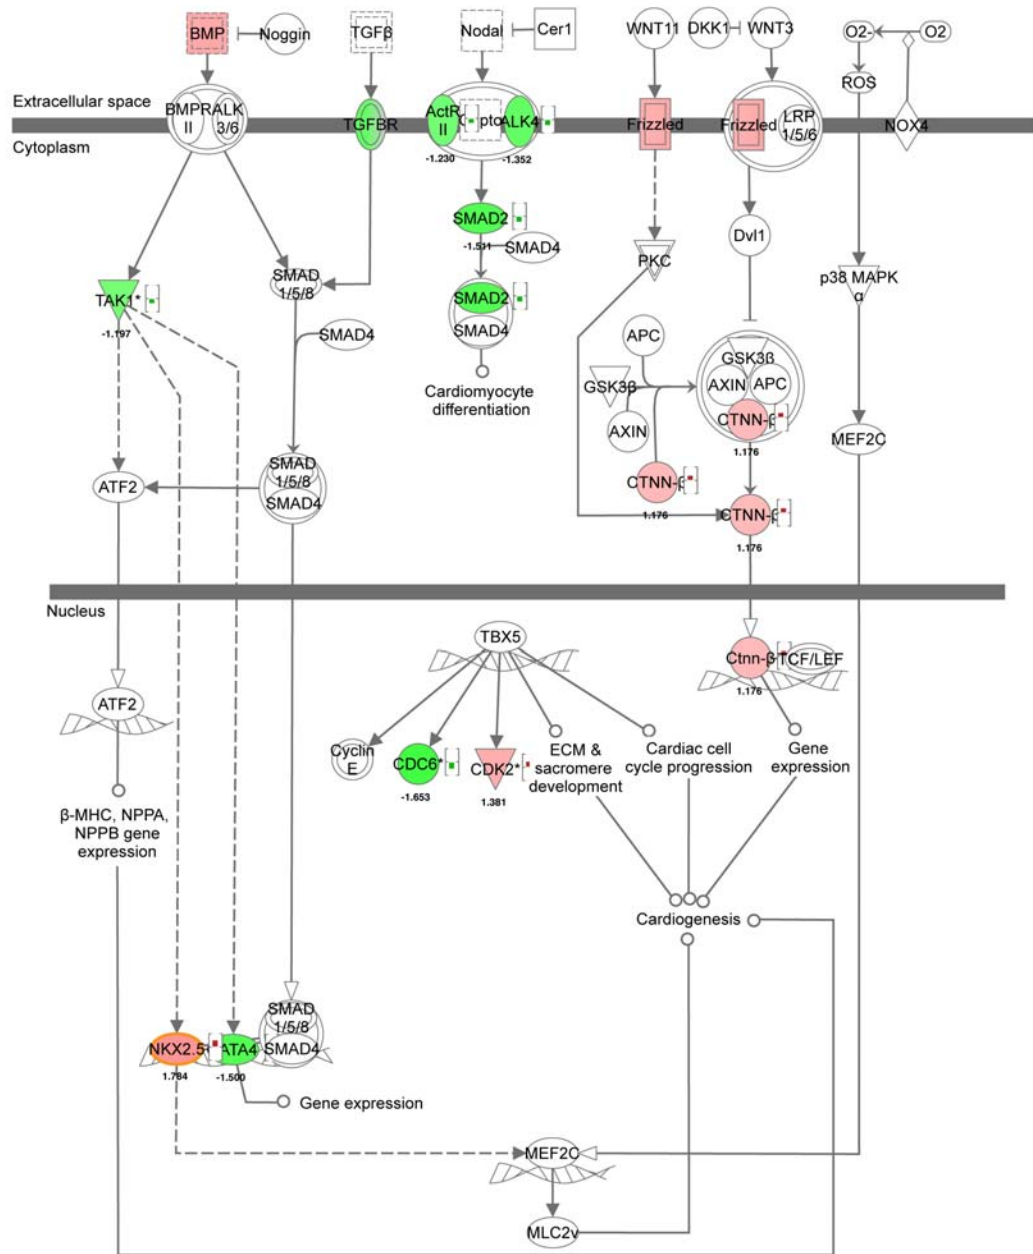 BMP
Noggin
TGFβ
Nodal
Cer1
WNT11
DKK1
WNT3
O2-
O2
ROS
Extracellular space
BMPR
II
ALK
3/6
TGFBR
ActR
II
pto
ALK4
Frizzled
Frizzled
LRP
1/5/6
NOX4
Cytoplasm
-1.230
-1.352
SMAD2
-1.511
SMAD4
Dvl1
PKC
p38 MAPK
α
TAK1*
-1.197
SMAD
1/5/8
SMAD2
SMAD4
SMAD4
APC
GSK3β
GSK3ß
AXIN
APC
Cardiomyocyte
differentiation
AXIN
CTNN-β
1.176
MEF2C
SMAD
1/5/8
SMAD4
ATF2
CTNN-β
1.176
CTNN-β
1.176
Nucleus
TBX5
Ctnn-β
TCF/LEF
1.176
ATF2
Cyclin
E
CDC6*
-1.653
CDK2*
1.381
ECM &
sacromere
development
Cardiac cell
cycle progression
Gene
expression
β-MHC, NPPA,
NPPB gene
expression
Cardiogenesis
SMAD
1/5/8
SMAD4
NKX2.5
1.784
ATA4
-1.500
Gene expression
MEF2C
MLC2v